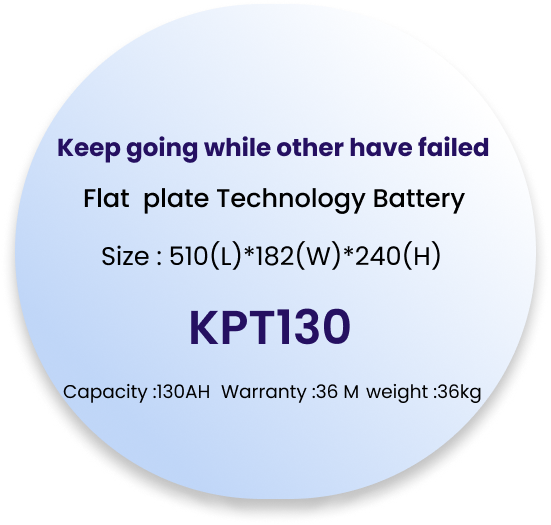 Keep going while other have failed
Flat plate Technology Battery
Size : 510(L)*182(W)*240(H)
KPT130
Capacity :130AH Warranty :36 M weight :36kg